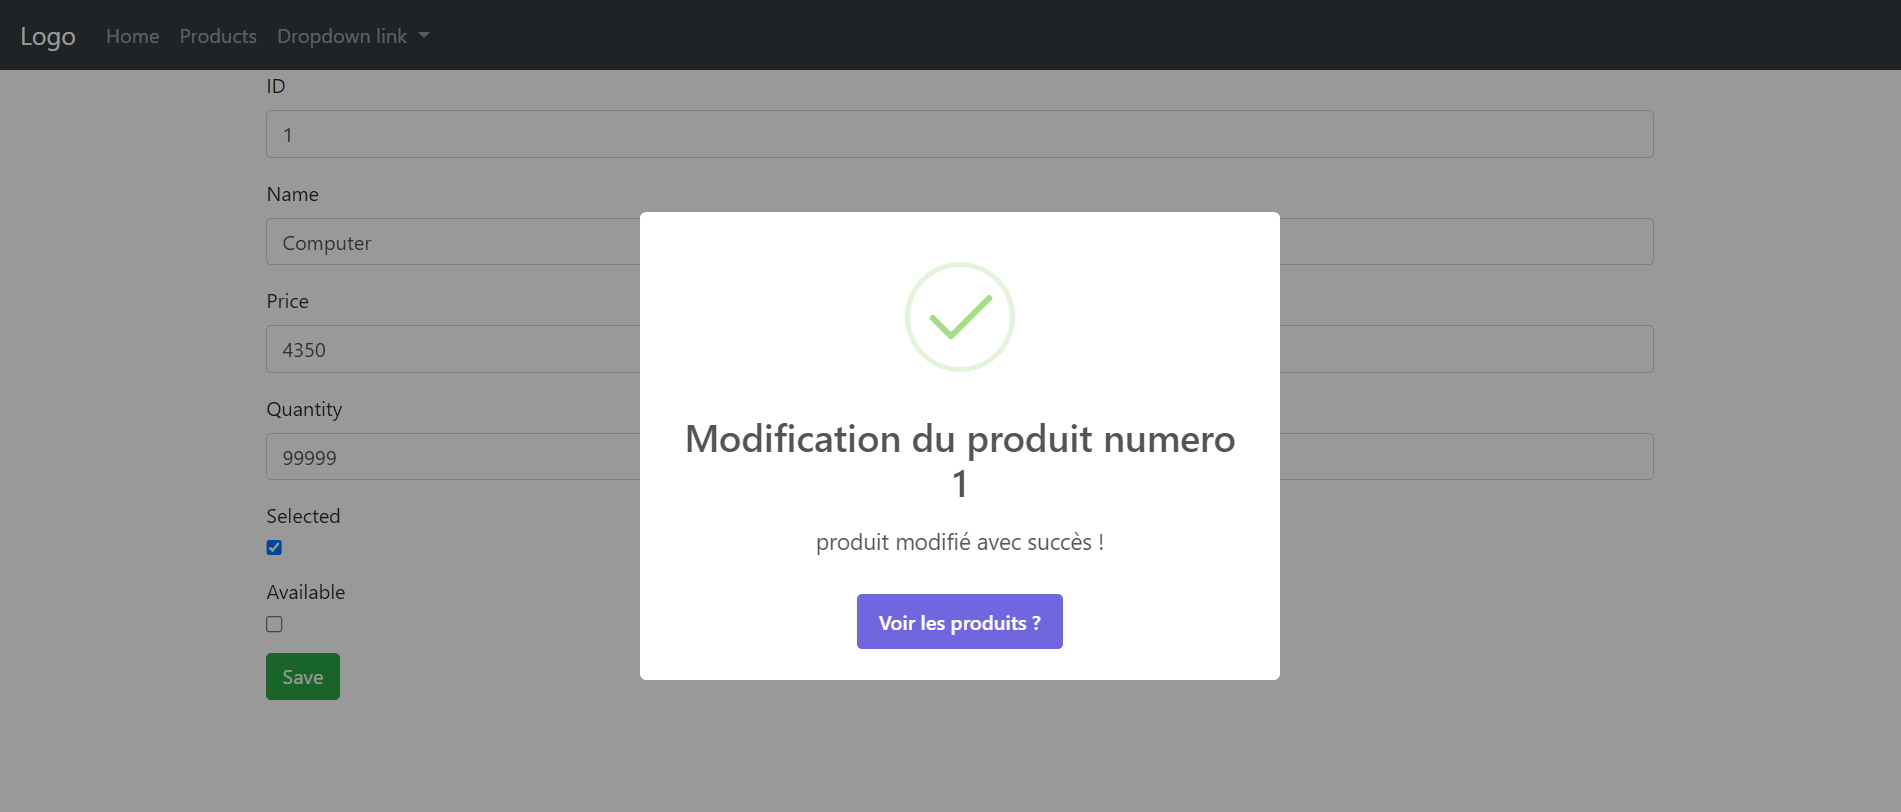 Logo Home Products Dropdown link
ID
1
Name
Computer
Price
4350
Quantity
99999
Selected
Available
Save
Modification du produit numero
1
produit modifié avec succès !
Voir les produits ?